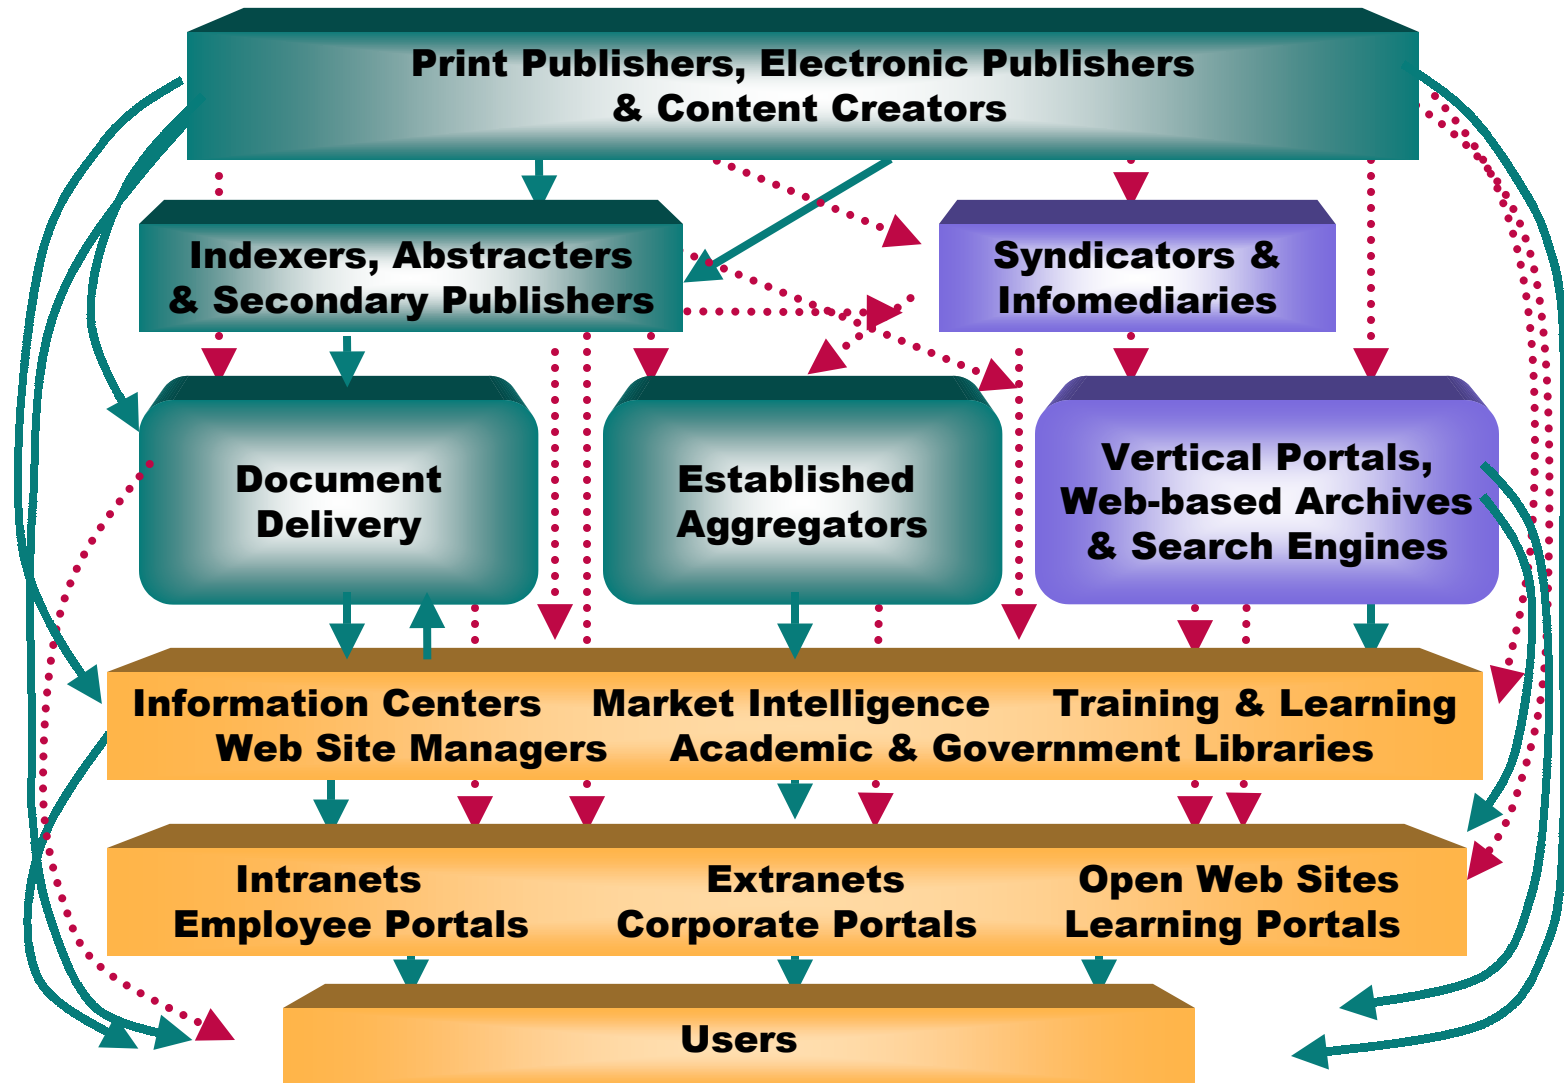 Print Publishers, Electronic Publishers
& Content Creators
Indexers, Abstracters
& Secondary Publishers
Syndicators &
Infomediaries
Document
Delivery
Established
Aggregators
Vertical Portals,
Web-based Archives
& Search Engines
Information Centers Market Intelligence Training & Learning
Web Site Managers Academic & Government Libraries
Intranets Extranets Open Web Sites
Employee Portals Corporate Portals Learning Portals
Users